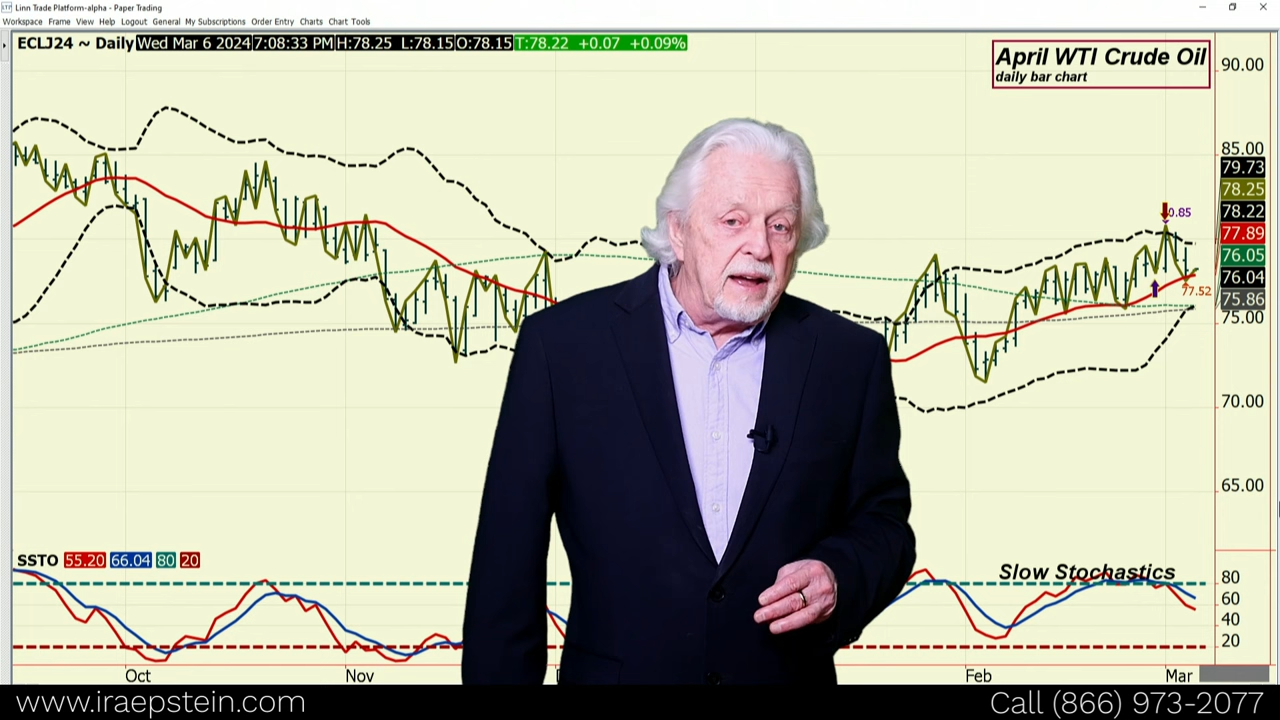 Linn Trade Platform-alpha - Paper Trading
Workspace Frame View Help Logout General My Subscriptions Order Entry Charts Chart Tools
ECLJ24 ~ Daily Wed Mar 6 2024 7:08:33 PM H:78.25 L:78.15 O:78.15 T:78.22 +0.07 +0.09%
April WTI Crude Oil
daily bar chart
90.00
85.00
79.73
78.25
0.85
78.22
77.89
76.05
76.04
77.52
75.86
75.00
70.00
65.00
SSTO 55.20 66.04 80 20
Slow Stochastics
80
60
40
20
Oct Nov Feb Mar
www.iraepstein.com Call (866) 973-2077